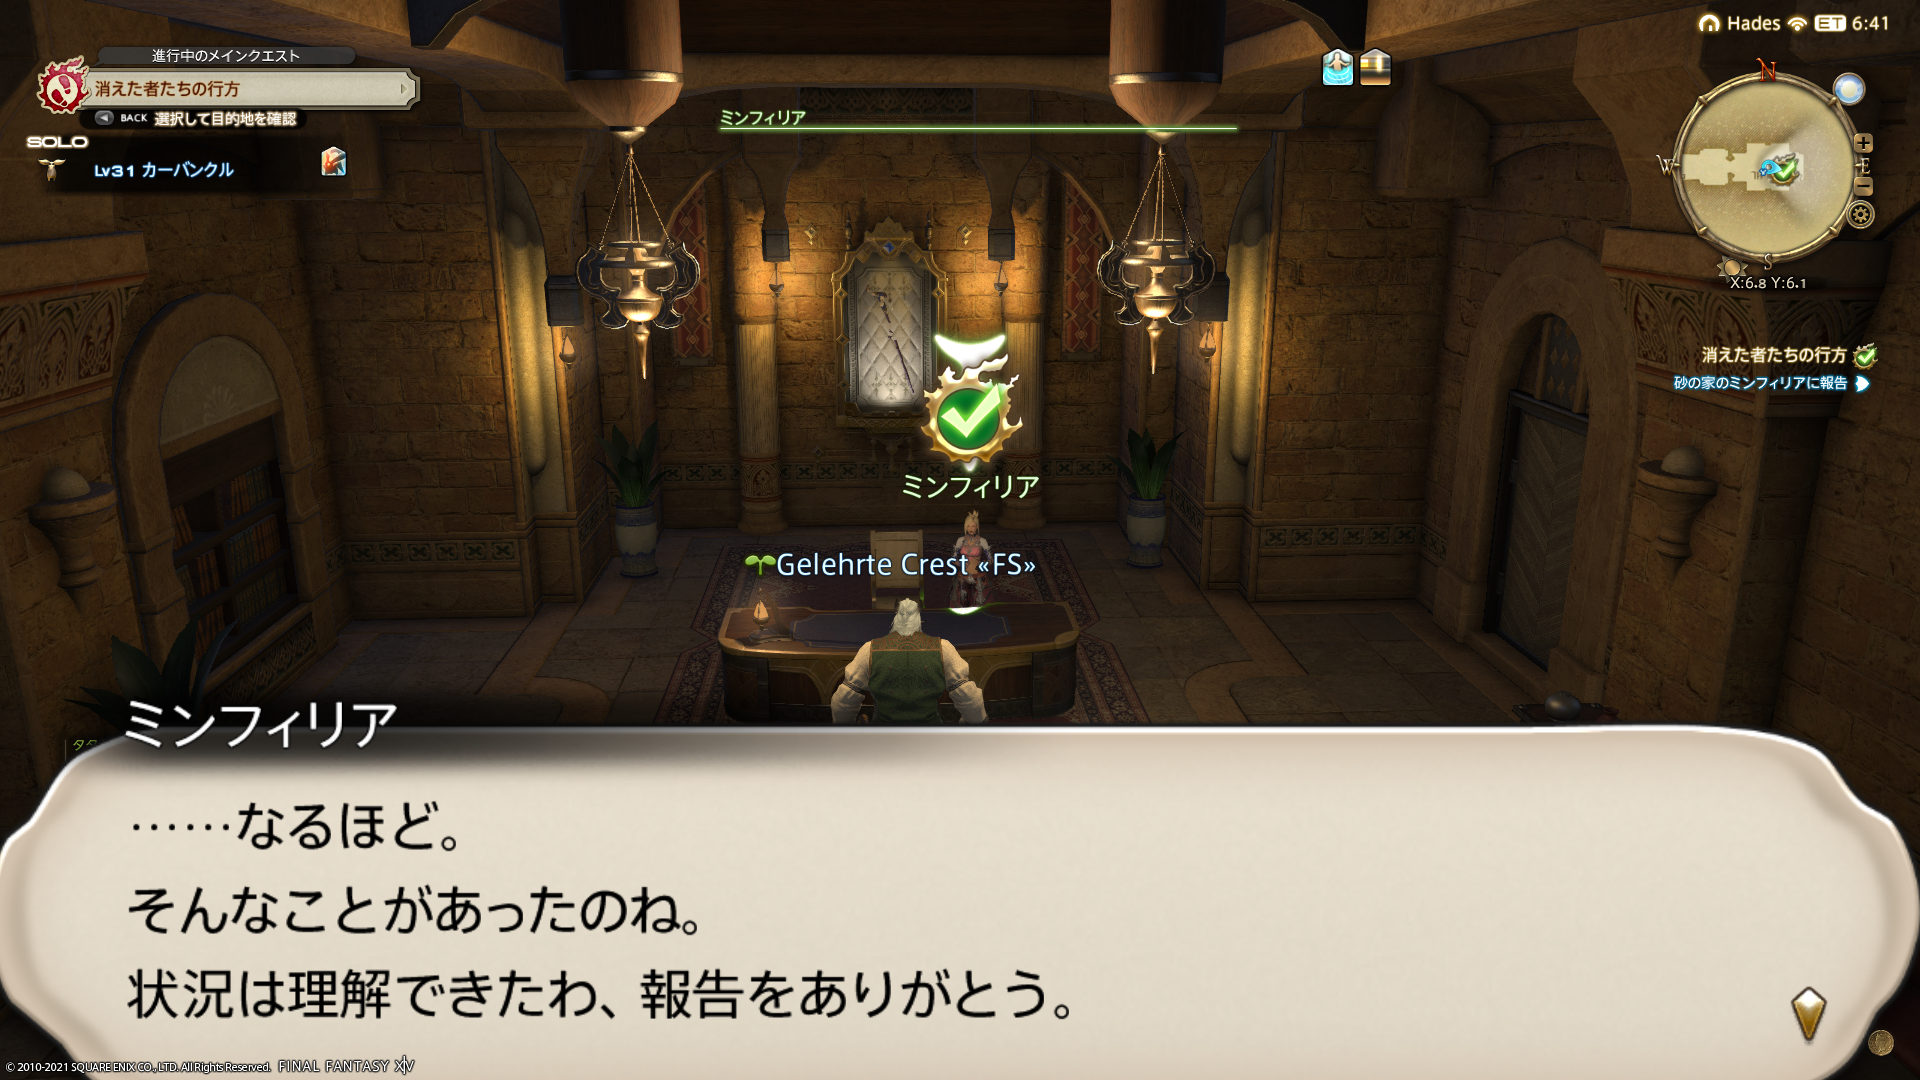 Hades ET 6:41
進行中のメインクエスト
消えた者たちの行方
BACK 選択して目的地を確認
SOLO
Lv31 カーバンクル
ミンフィリア
N
W
E
S
X:6.8 Y:6.1
消えた者たちの行方
砂の家のミンフィリアに報告
ミンフィリア
Gelehrte Crest «FS»
ミンフィリア
……なるほど。
そんなことがあったのね。
状況は理解できたわ、報告をありがとう。
© 2010-2021 SQUARE ENIX CO., LTD. All Rights Reserved. FINAL FANTASY XIV